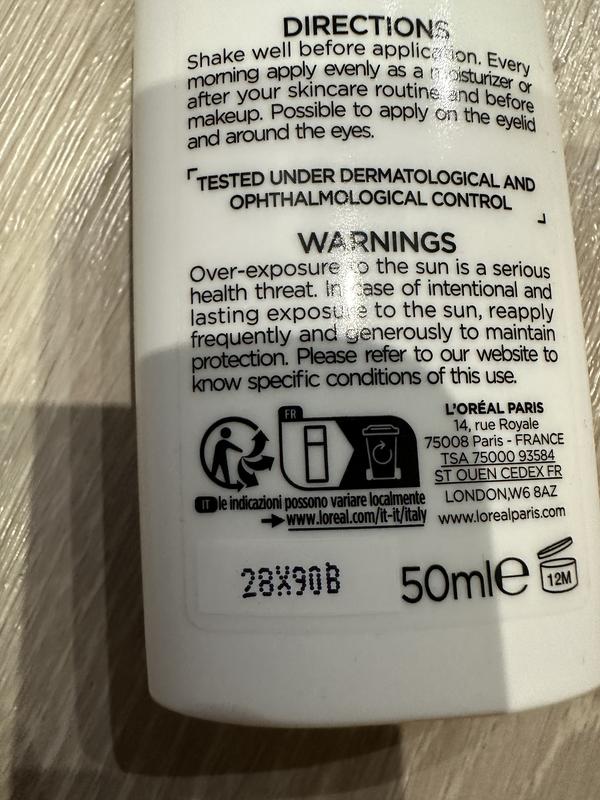 DIRECTIONS
Shake well before application. Every
morning apply evenly as a moisturizer or
after your skincare routine and before
makeup. Possible to apply on the eyelid
and around the eyes.
TESTED UNDER DERMATOLOGICAL AND
OPHTHALMOLOGICAL CONTROL
WARNINGS
Over-exposure to the sun is a serious
health threat. In case of intentional and
lasting exposure to the sun, reapply
frequently and generously to maintain
protection. Please refer to our website to
know specific conditions of this use.
FR
IT le indicazioni possono variare localmente
www.loreal.com/it-it/italy
L'ORÉAL PARIS
14, rue Royale
75008 Paris - FRANCE
TSA 75000 93584
ST OUEN CEDEX FR
LONDON,W6 8AZ
www.lorealparis.com
28X90B
50ml e
12M